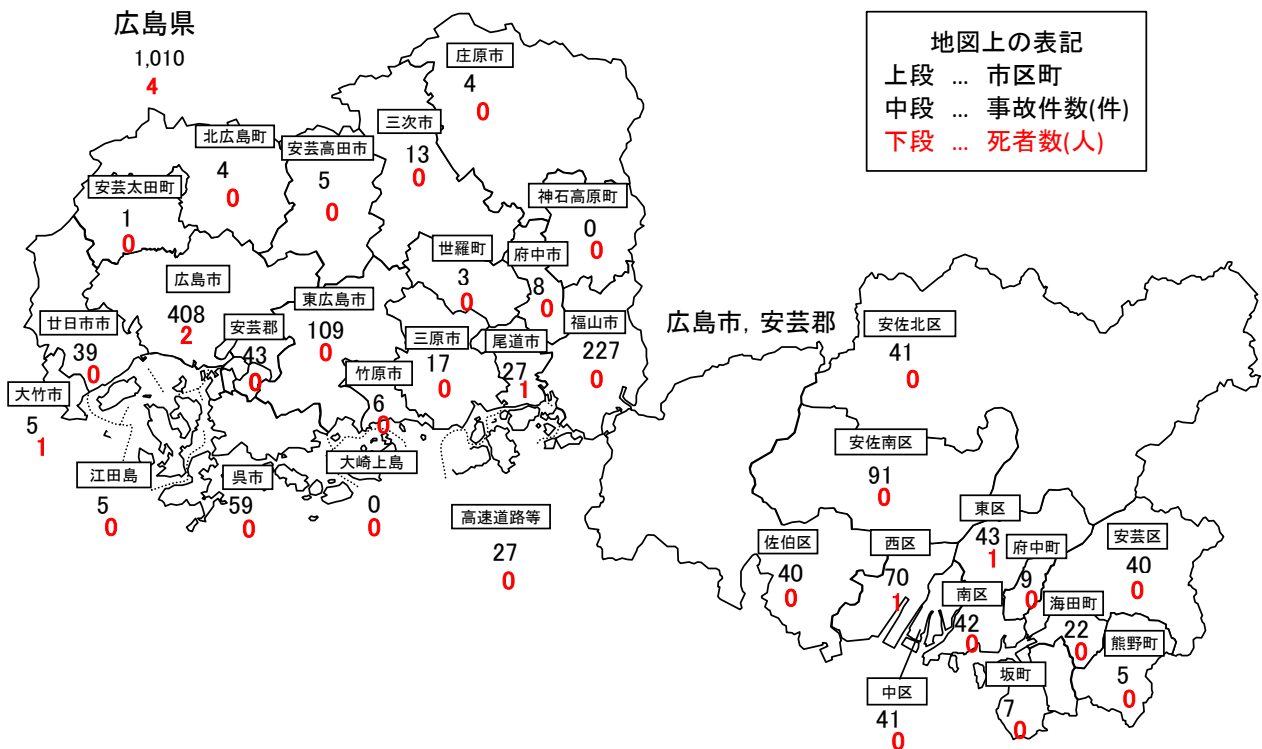 広島県
1,010
4
地図上の表記
上段 … 市区町
中段 … 事故件数(件)
下段 … 死者数(人)
庄原市
4
0
三次市
13
0
北広島町
4
0
安芸高田市
5
0
安芸太田町
1
0
神石高原町
0
0
世羅町
3
0
府中市
8
0
広島市
408
2
東広島市
109
0
安芸郡
43
0
廿日市市
39
0
三原市
17
0
尾道市
27
1
福山市
227
0
竹原市
6
0
大竹市
5
1
江田島
5
0
呉市
59
0
大崎上島
0
0
高速道路等
27
0
広島市, 安芸郡
安佐北区
41
0
安佐南区
91
0
東区
43
1
佐伯区
40
0
西区
70
1
府中町
9
0
安芸区
40
0
南区
42
0
海田町
22
0
熊野町
5
0
坂町
7
0
中区
41
0